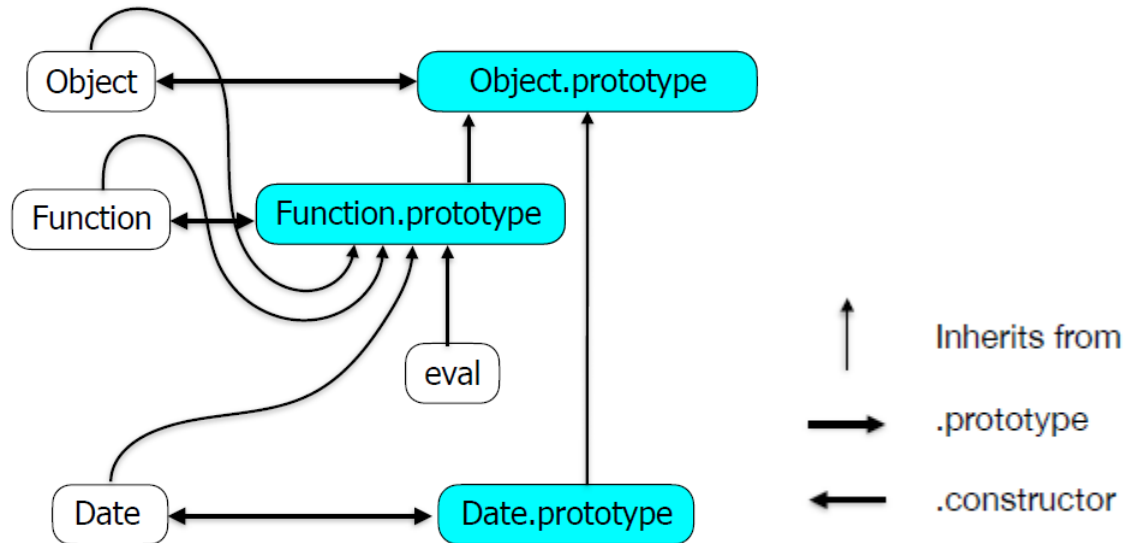 Object
Object.prototype
Function
Function.prototype
Inherits from
eval
.prototype
.constructor
Date
Date.prototype